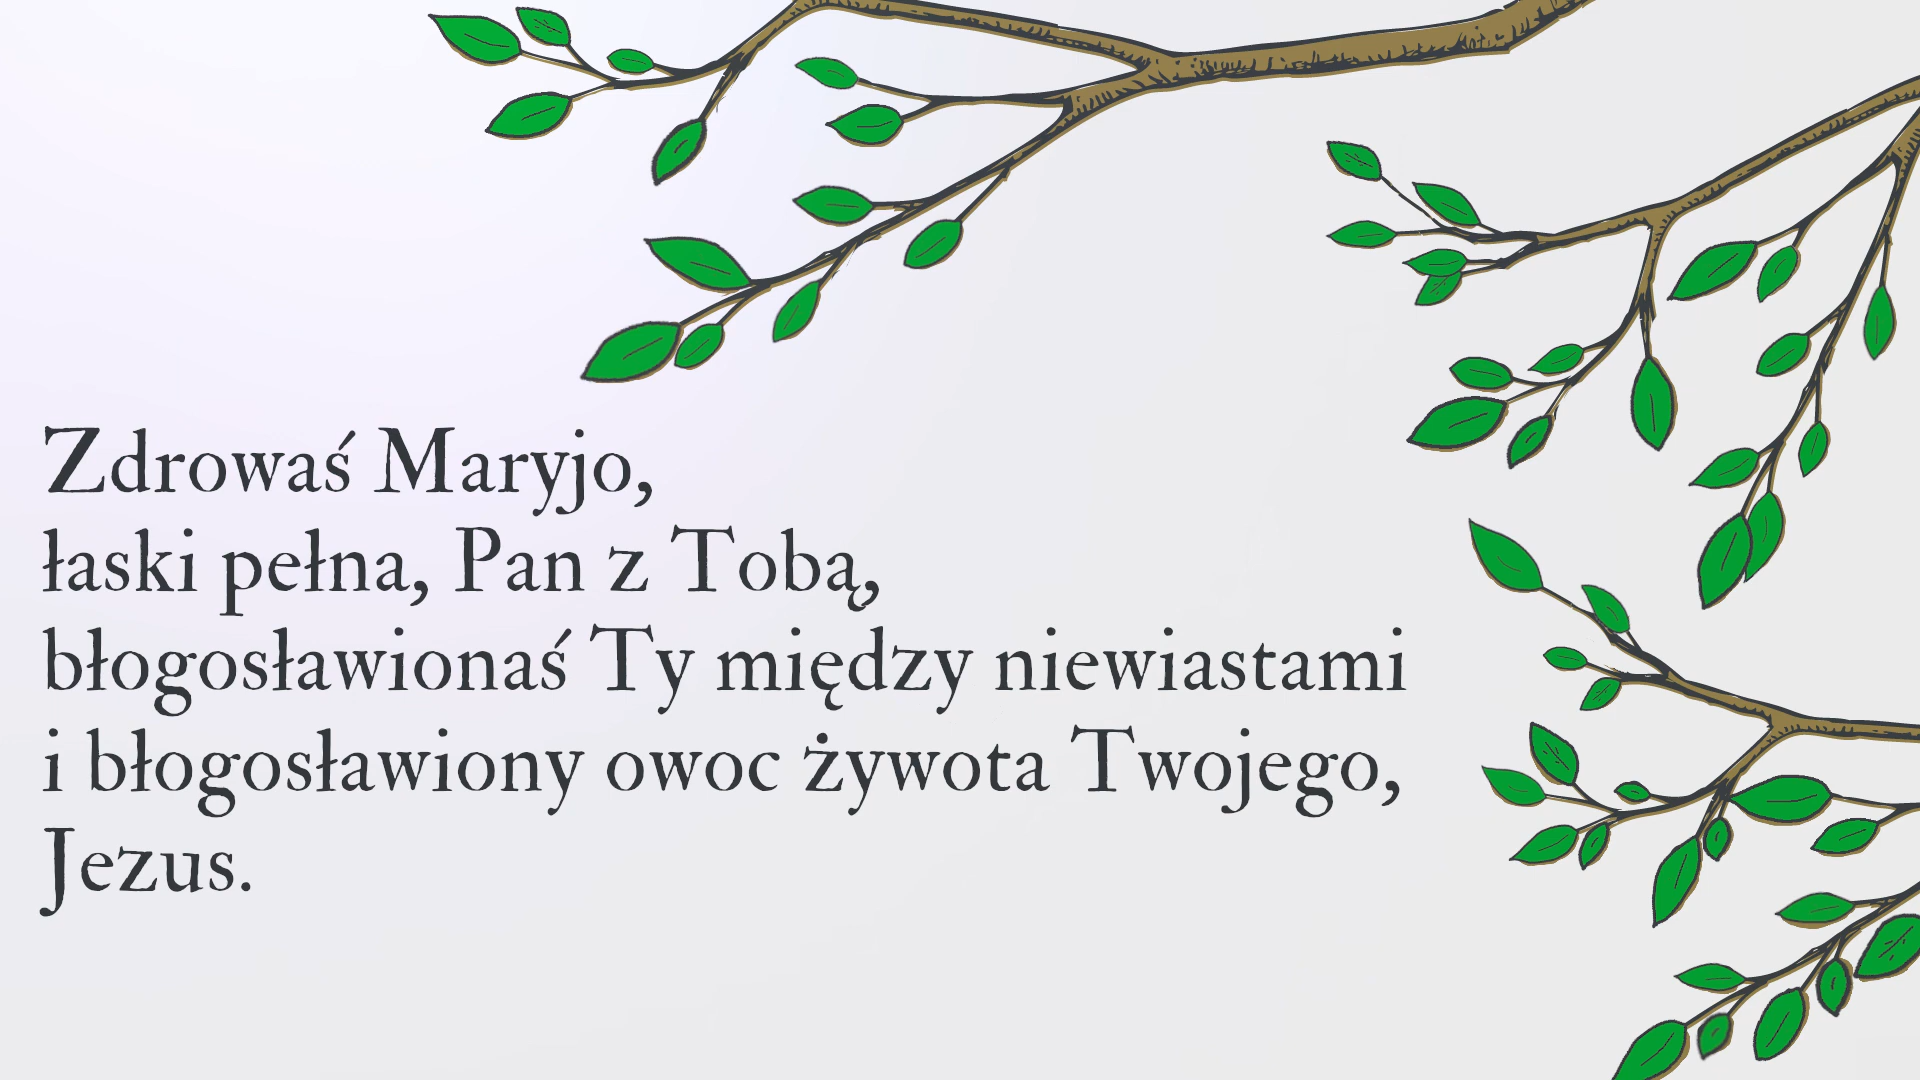 Zdrowaś Maryjo,
łaski pełna, Pan z Tobą,
błogosławionaś Ty między niewiastami
i błogosławiony owoc żywota Twojego,
Jezus.